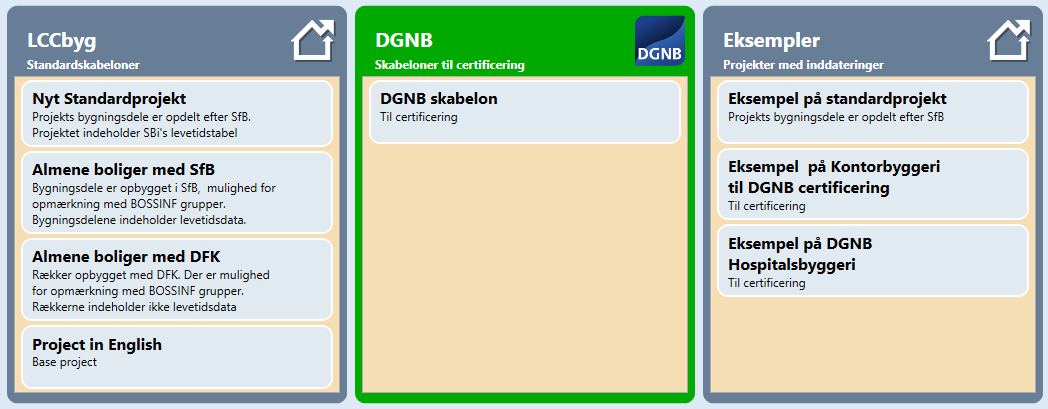 LCCbyg
Standardskabeloner
Nyt Standardprojekt
Projekts bygningsdele er opdelt efter SfB.
Projektet indeholder SBi's levetidstabel
Almene boliger med SfB
Bygningsdele er opbygget i SfB, mulighed for
opmærkning med BOSSINF grupper.
Bygningsdelene indeholder levetidsdata.
Almene boliger med DFK
Rækker opbygget med DFK. Der er mulighed
for opmærkning med BOSSINF grupper.
Rækkerne indeholder ikke levetidsdata
Project in English
Base project
DGNB
Skabeloner til certificering
DGNB
DGNB skabelon
Til certificering
Eksempler
Projekter med inddateringer
Eksempel på standardprojekt
Projekts bygningsdele er opdelt efter SfB
Eksempel på Kontorbyggeri
til DGNB certificering
Til certificering
Eksempel på DGNB
Hospitalsbyggeri
Til certificering